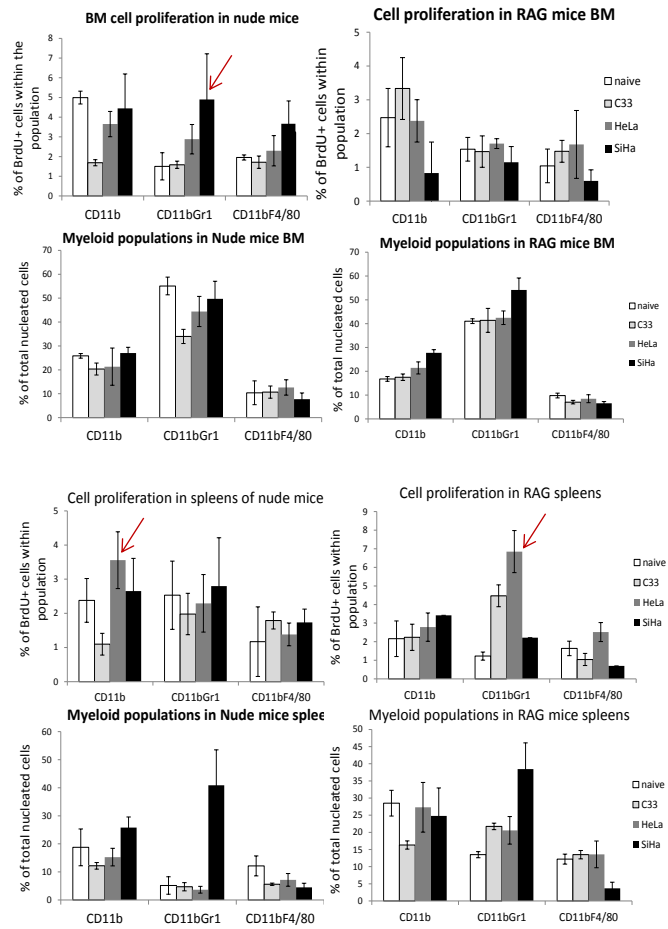 BM cell proliferation in nude mice
% of BrdU+ cells within the
population
8
7
6
5
4
3
2
1
0
CD11b CD11bGr1 CD11bF4/80
Cell proliferation in RAG mice BM
% of BrdU+ cells within
population
5
4
3
2
1
0
CD11b CD11bGr1 CD11bF4/80
naive
C33
HeLa
SiHa
Myeloid populations in Nude mice BM
% of total nucleated cells
70
60
50
40
30
20
10
0
CD11b CD11bGr1 CD11bF4/80
Myeloid populations in RAG mice BM
% of total nucleated cells
70
60
50
40
30
20
10
0
CD11b CD11bGr1 CD11bF4/80
naive
C33
HeLa
SiHa
Cell proliferation in spleens of nude mice
% of BrdU+ cells within
population
5
4
3
2
1
0
CD11b CD11bGr1 CD11bF4/80
Cell proliferation in RAG spleens
% of BrdU+ cells within
population
9
8
7
6
5
4
3
2
1
0
CD11b CD11bGr1 CD11bF4/80
naive
C33
HeLa
SiHa
Myeloid populations in Nude mice splee
% of total nucleated cells
60
50
40
30
20
10
0
CD11b CD11bGr1 CD11bF4/80
Myeloid populations in RAG mice spleens
% of total nucleated cells
50
45
40
35
30
25
20
15
10
5
0
CD11b CD11bGr1 CD11bF4/80
naive
C33
HeLa
SiHa